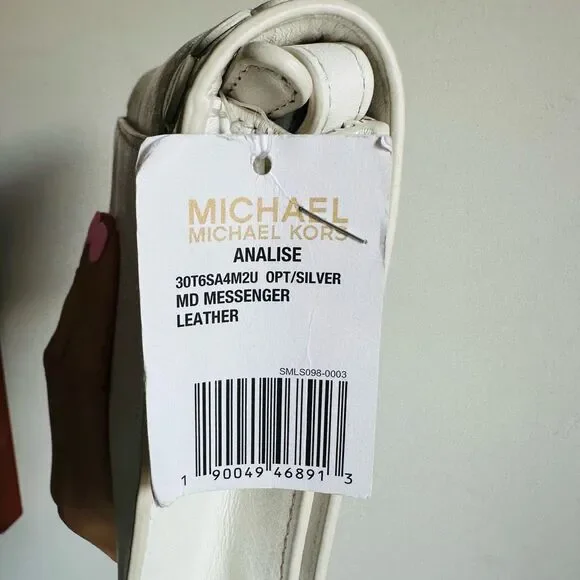 MICHAEL
MICHAEL KORS
ANALISE
30T6SA4M2U OPT/SILVER
MD MESSENGER
LEATHER
SMLS098-0003
1 90049 46891 3